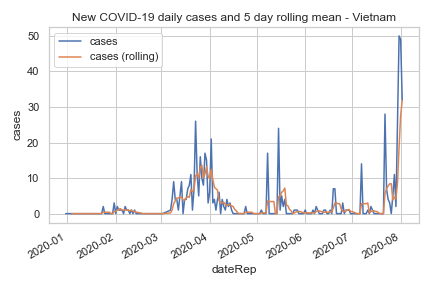 New COVID-19 daily cases and 5 day rolling mean - Vietnam
cases
cases (rolling)
50
40
30
20
10
0
cases
2020-01
2020-02
2020-03
2020-04
2020-05
2020-06
2020-07
2020-08
dateRep